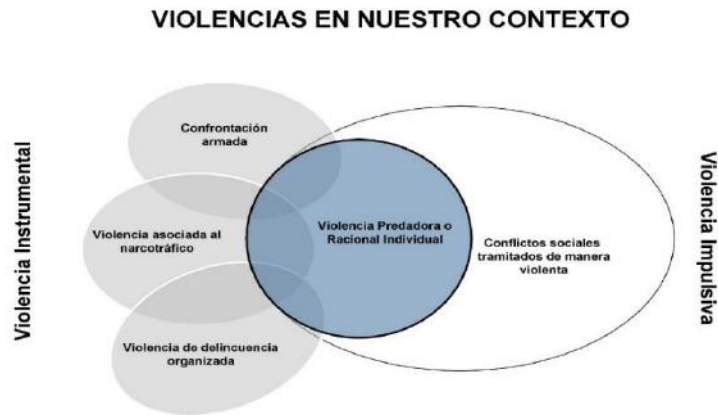 VIOLENCIAS EN NUESTRO CONTEXTO
Violencia Instrumental
Confrontación
armada
Violencia asociada al
narcotráfico
Violencia de delincuencia
organizada
Violencia Predadora o
Racional Individual
Conflictos sociales
tramitados de manera
violenta
Violencia Impulsiva